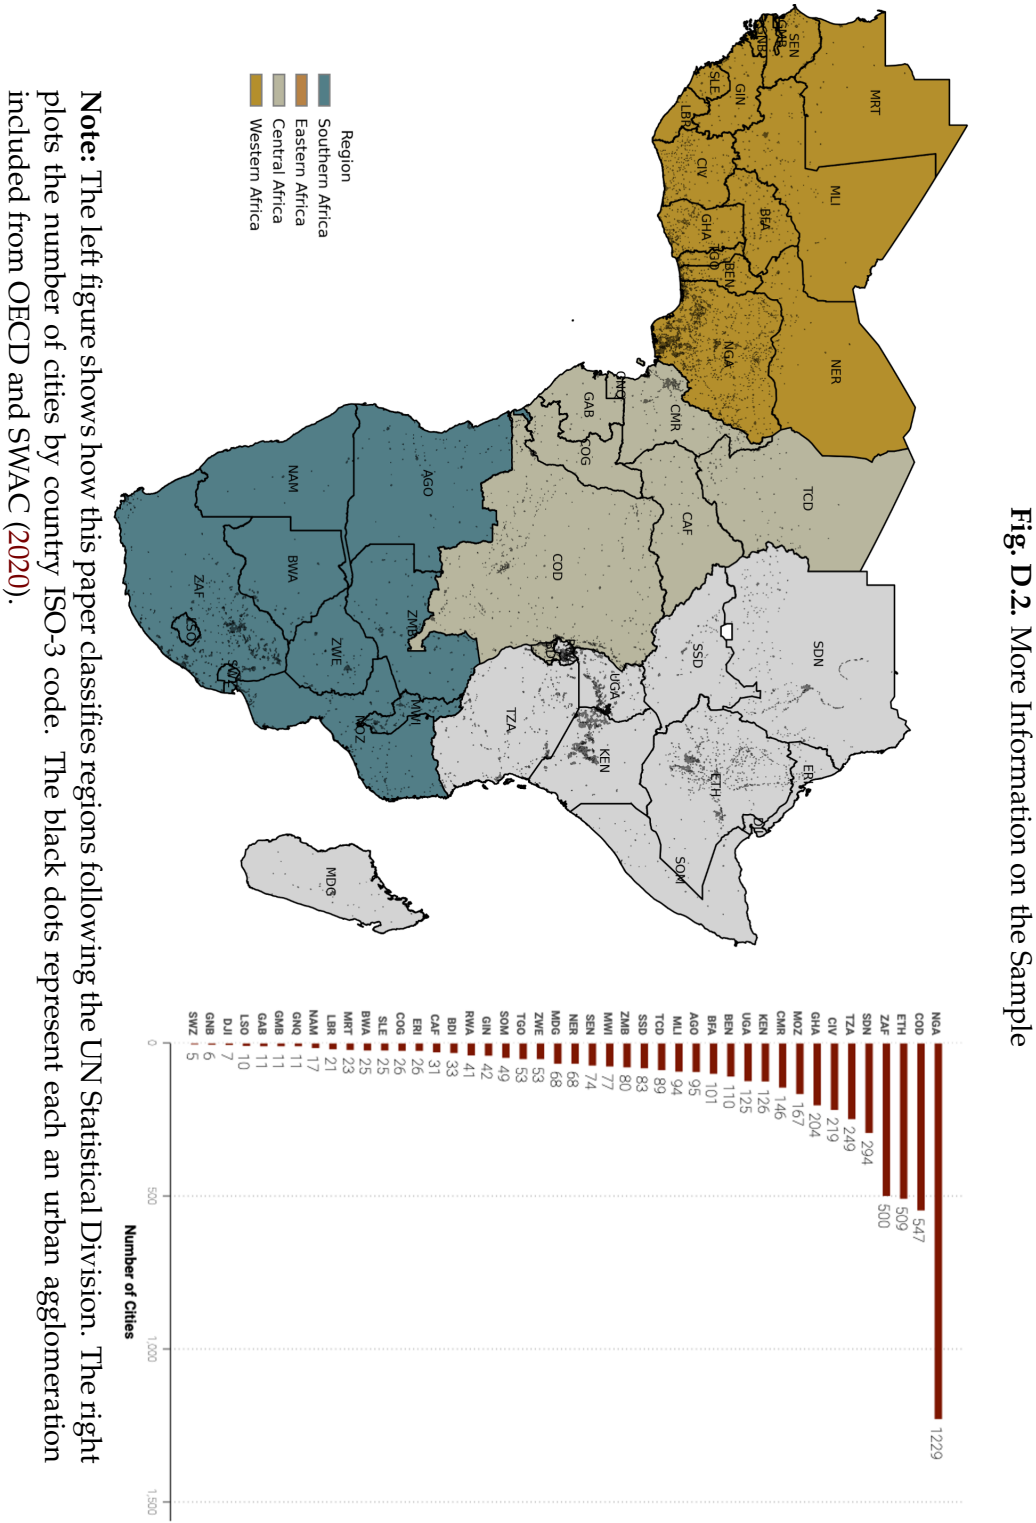 Fig. D.2. More Information on the Sample
MRT
MLI
NER
TCD
SDN
ERI
SEN
GMB
GNB
GIN
SLE
LBR
CIV
BFA
GHA
TGO
BEN
NGA
CMR
CAF
SSD
ETH
DJI
SOM
GNQ
GAB
COG
COD
UGA
KEN
TZA
AGO
ZMB
MWI
MOZ
NAM
BWA
ZWE
ZAF
LSO
SWZ
MDG
Region
Southern Africa
Eastern Africa
Central Africa
Western Africa
NGA 1229
COD 547
ETH 509
ZAF 500
SDN 294
TZA 249
CIV 219
GHA 204
MOZ 167
CMR 146
KEN 126
UGA 125
BEN 110
BFA 101
AGO 95
MLI 94
TCD 89
SSD 83
ZMB 80
MWI 77
SEN 74
NER 68
MDG 68
ZWE 53
TGO 53
SOM 49
GIN 42
RWA 41
BDI 33
CAF 31
ERI 26
COG 26
SLE 25
BWA 25
MRT 23
LBR 21
NAM 17
GNQ 11
GMB 11
GAB 11
LSO 10
DJI 7
GNB 6
SWZ 5
0 500 1,000 1,500
Number of Cities
Note: The left figure shows how this paper classifies regions following the UN Statistical Division. The right
plots the number of cities by country ISO-3 code. The black dots represent each an urban agglomeration
included from OECD and SWAC (2020).